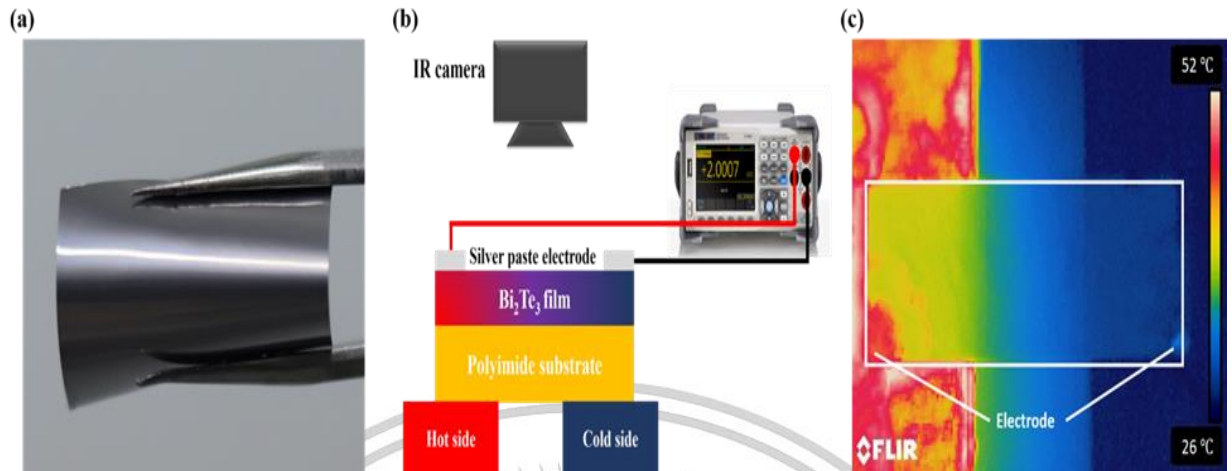 (a)
(b)
(c)
IR camera
+2.0007
Silver paste electrode
Bi₂Te₃ film
Polyimide substrate
Hot side
Cold side
52 ℃
Electrode
FLIR
26 ℃